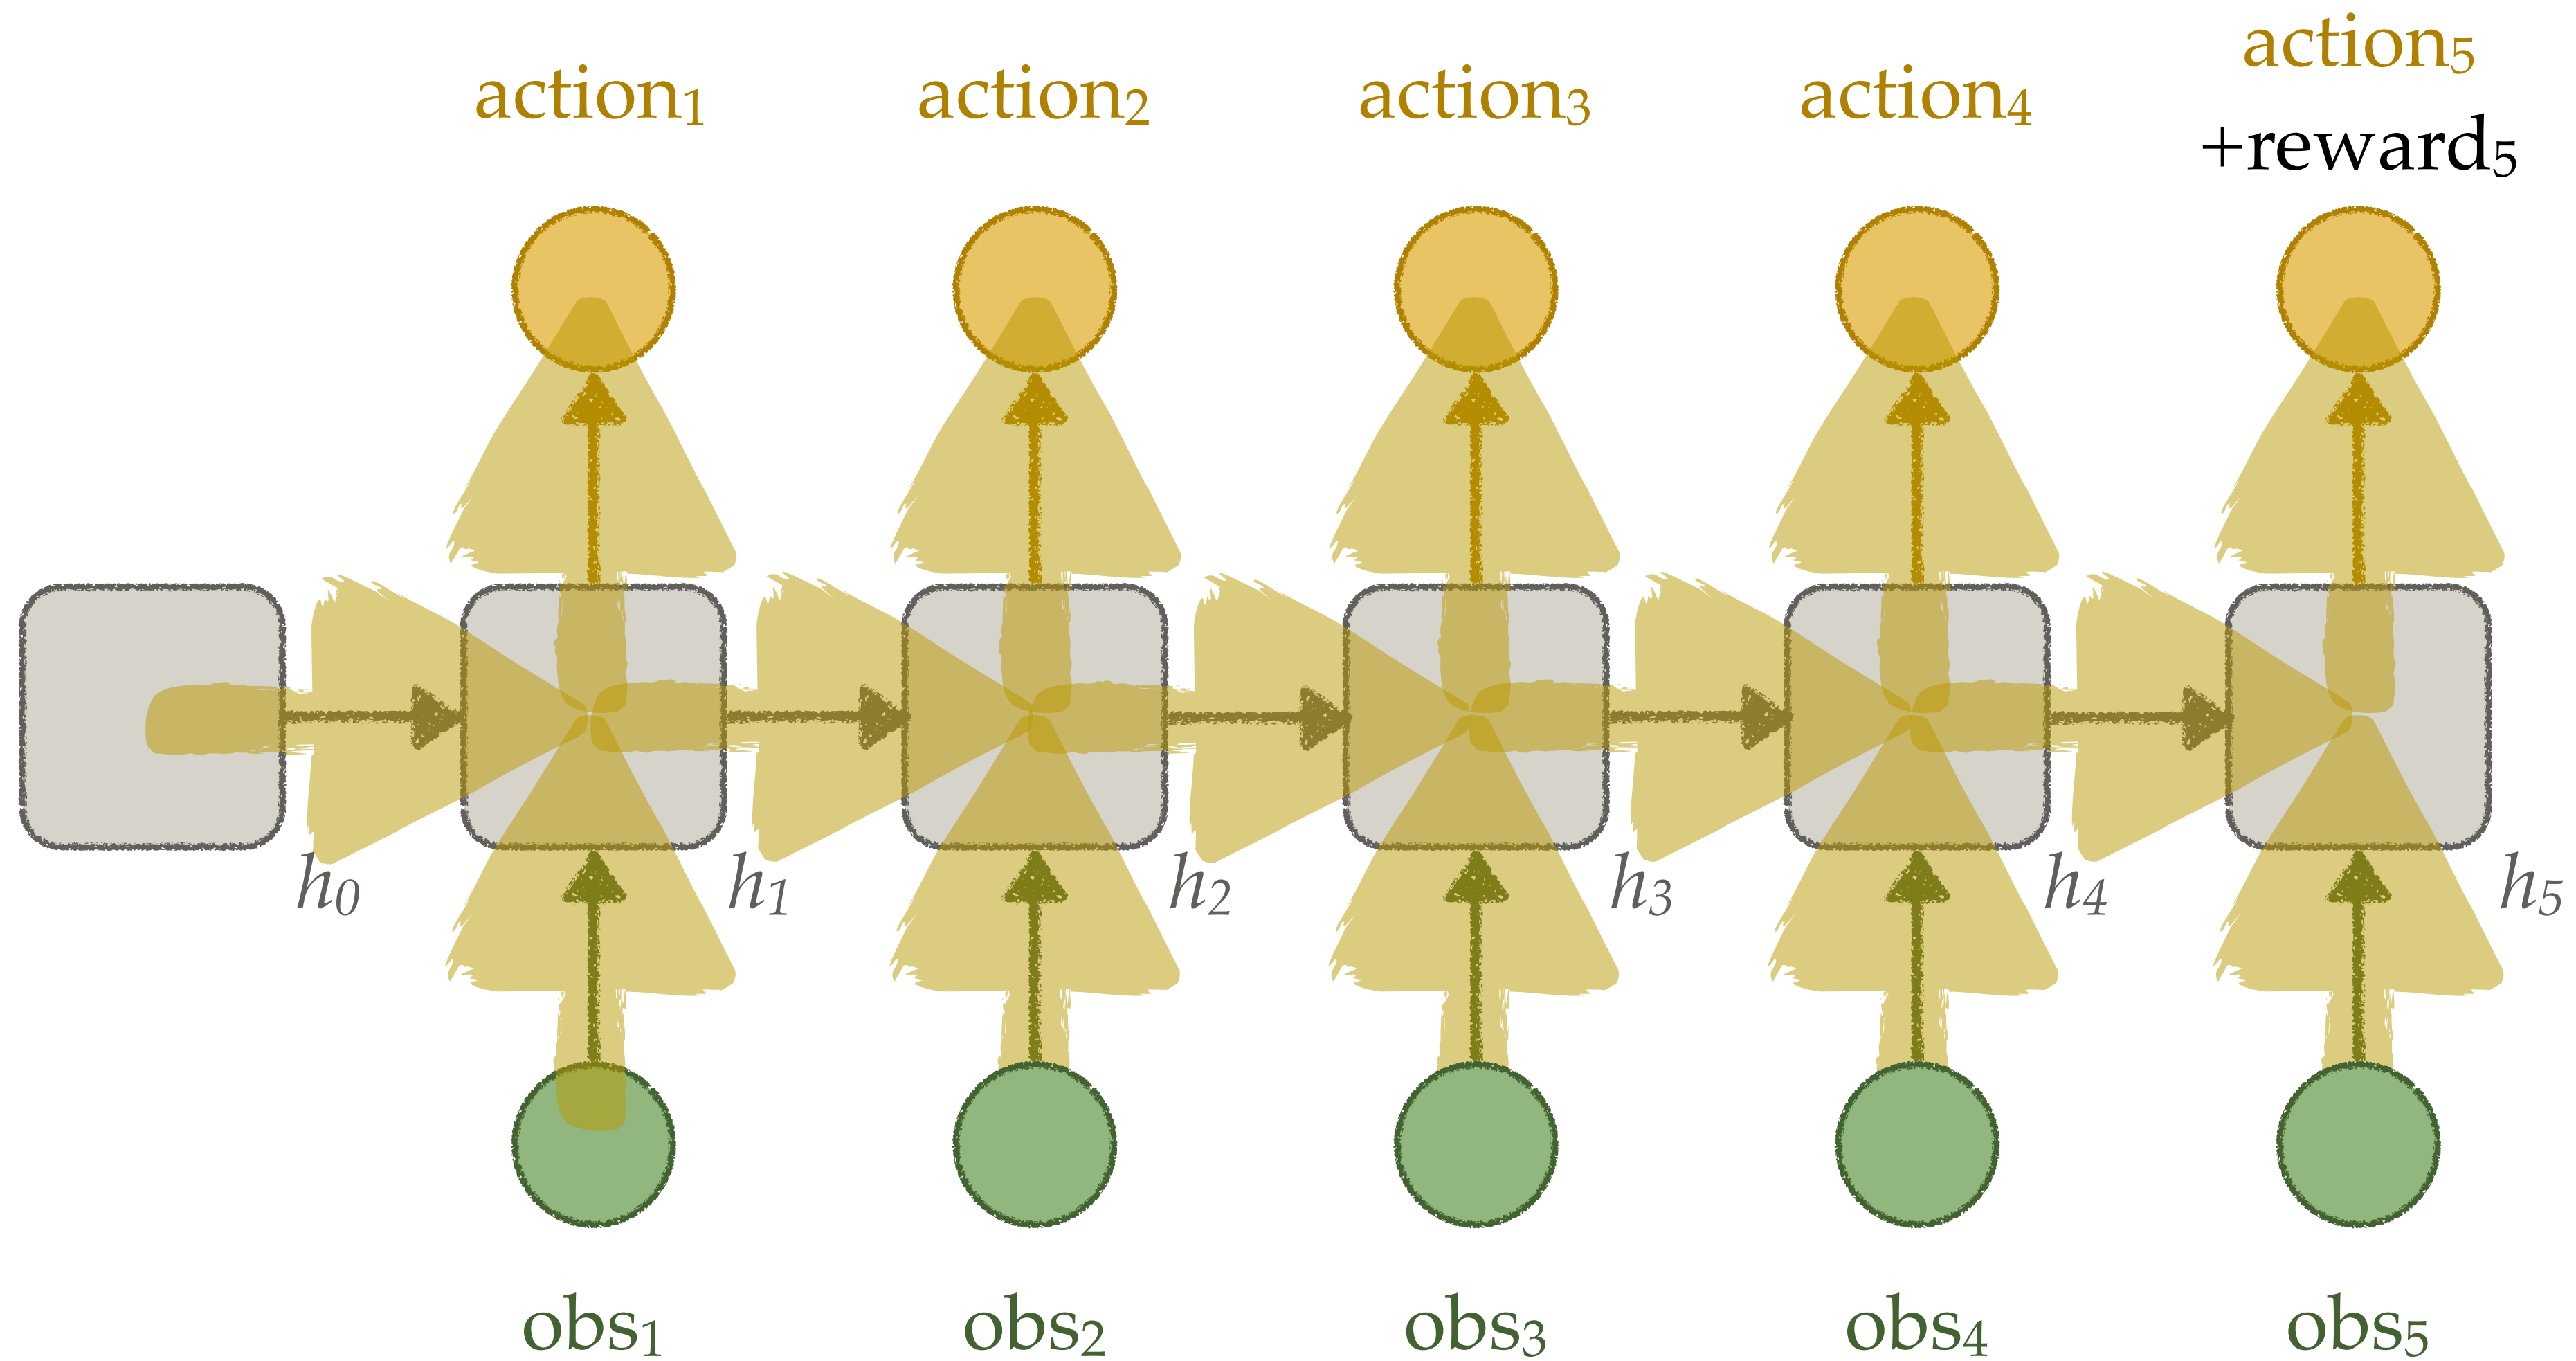 action₁
action₂
action₃
action₄
action₅
+reward₅
h₀
h₁
h₂
h₃
h₄
h₅
obs₁
obs₂
obs₃
obs₄
obs₅